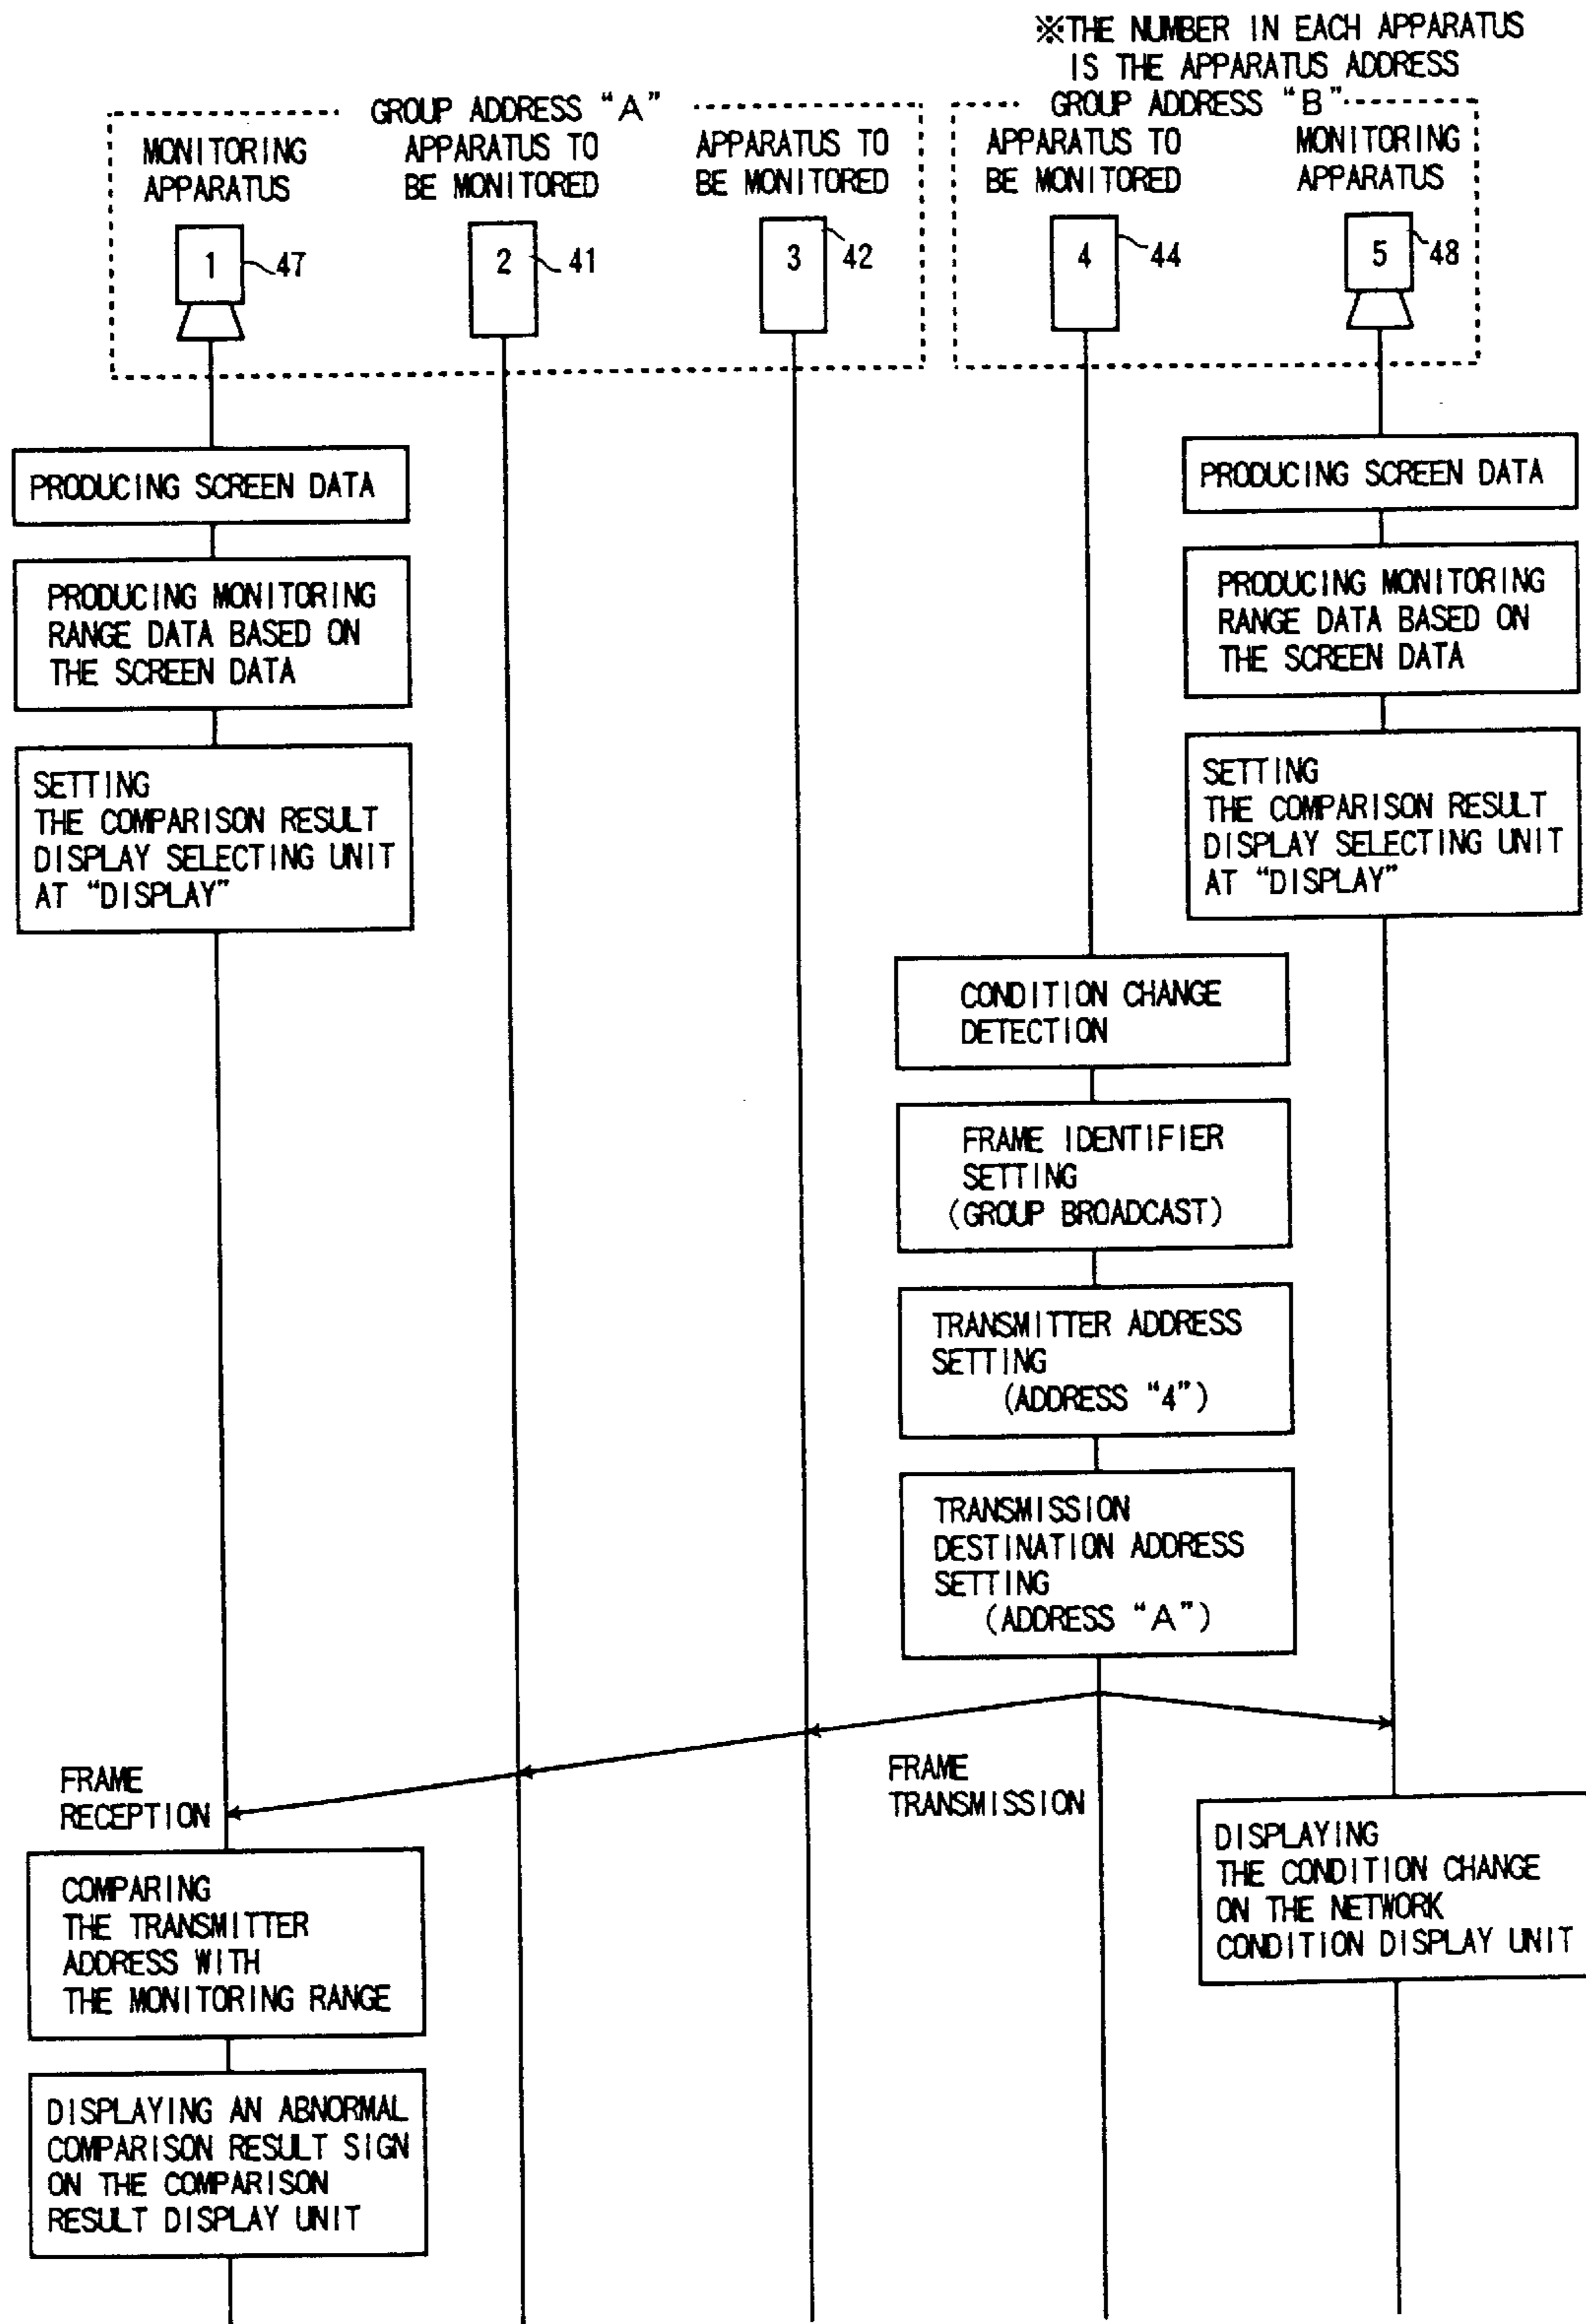 ※THE NUMBER IN EACH APPARATUS
IS THE APPARATUS ADDRESS
GROUP ADDRESS "A"
GROUP ADDRESS "B"
MONITORING
APPARATUS
APPARATUS TO
BE MONITORED
APPARATUS TO
BE MONITORED
APPARATUS TO
BE MONITORED
MONITORING
APPARATUS
1
47
2
41
3
42
4
44
5
48
PRODUCING SCREEN DATA
PRODUCING MONITORING
RANGE DATA BASED ON
THE SCREEN DATA
SETTING
THE COMPARISON RESULT
DISPLAY SELECTING UNIT
AT "DISPLAY"
PRODUCING SCREEN DATA
PRODUCING MONITORING
RANGE DATA BASED ON
THE SCREEN DATA
SETTING
THE COMPARISON RESULT
DISPLAY SELECTING UNIT
AT "DISPLAY"
CONDITION CHANGE
DETECTION
FRAME IDENTIFIER
SETTING
(GROUP BROADCAST)
TRANSMITTER ADDRESS
SETTING
(ADDRESS "4")
TRANSMISSION
DESTINATION ADDRESS
SETTING
(ADDRESS "A")
FRAME
RECEPTION
FRAME
TRANSMISSION
COMPARING
THE TRANSMITTER
ADDRESS WITH
THE MONITORING RANGE
DISPLAYING AN ABNORMAL
COMPARISON RESULT SIGN
ON THE COMPARISON
RESULT DISPLAY UNIT
DISPLAYING
THE CONDITION CHANGE
ON THE NETWORK
CONDITION DISPLAY UNIT